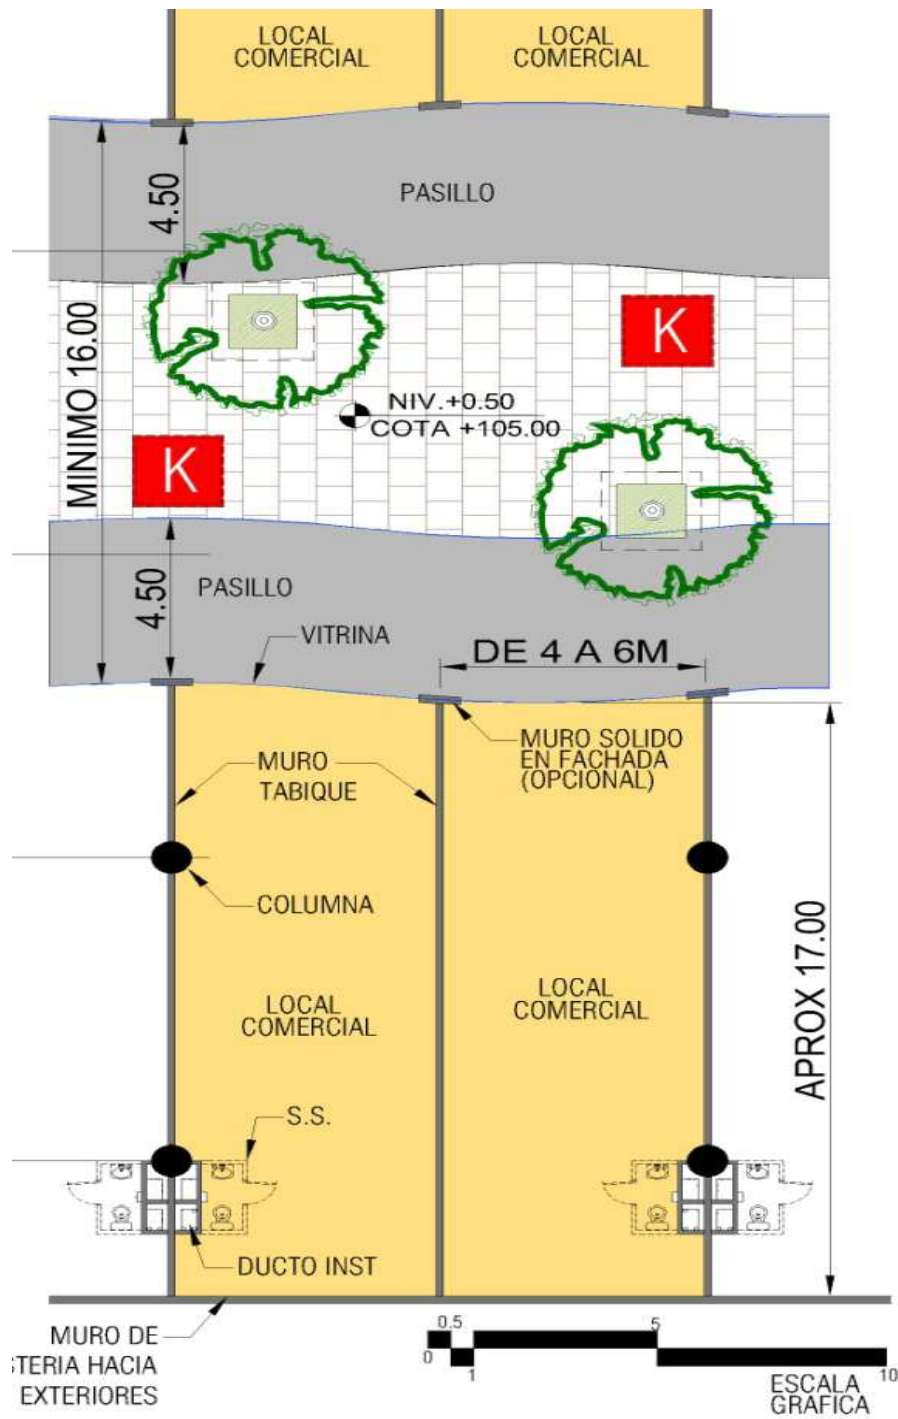 LOCAL
COMERCIAL
LOCAL
COMERCIAL
4.50
PASILLO
MINIMO 16.00
K
NIV.+0.50
COTA +105.00
K
4.50
PASILLO
VITRINA
DE 4 A 6M
MURO SOLIDO
EN FACHADA
(OPCIONAL)
MURO
TABIQUE
COLUMNA
APROX 17.00
LOCAL
COMERCIAL
LOCAL
COMERCIAL
S.S.
DUCTO INST
MURO DE
STERIA HACIA
EXTERIORES
0.5
5
0
1
10
ESCALA
GRAFICA